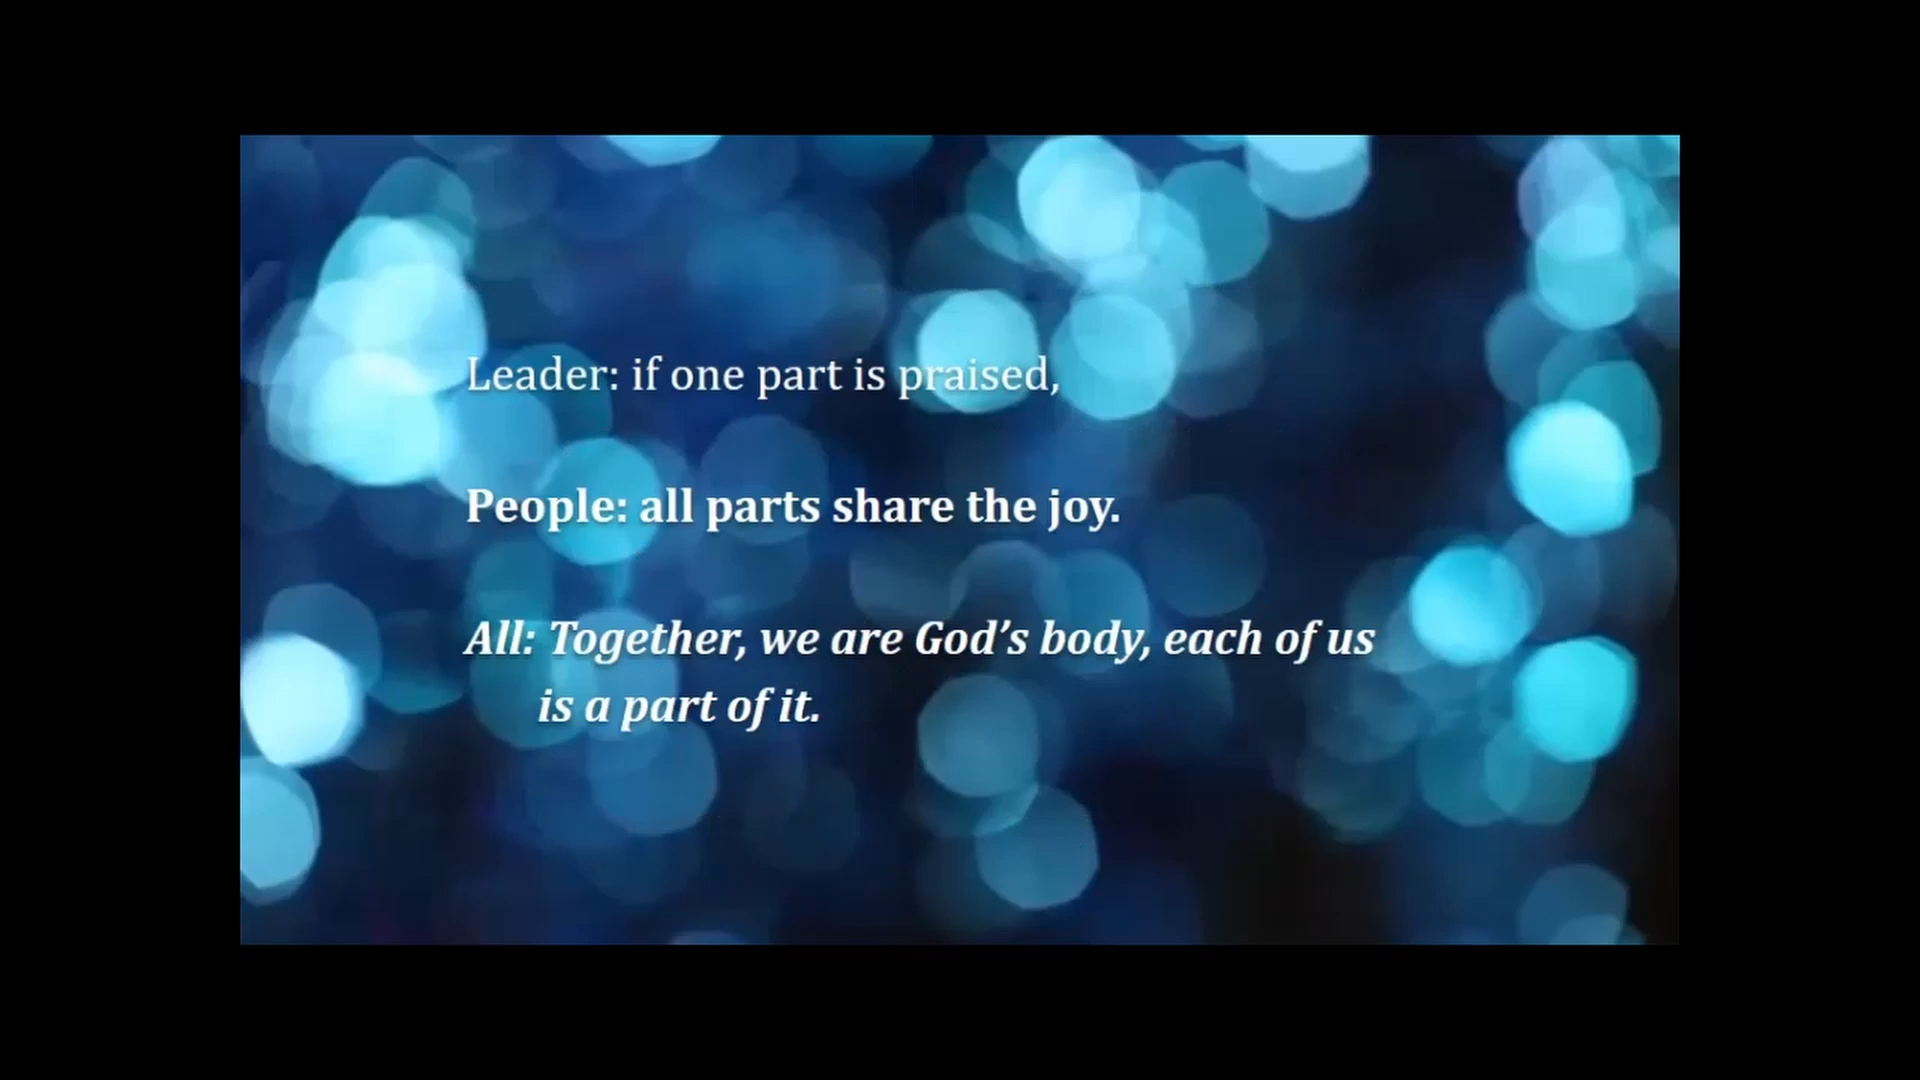 Leader: if one part is praised,
People: all parts share the joy.
All: Together, we are God’s body, each of us
is a part of it.